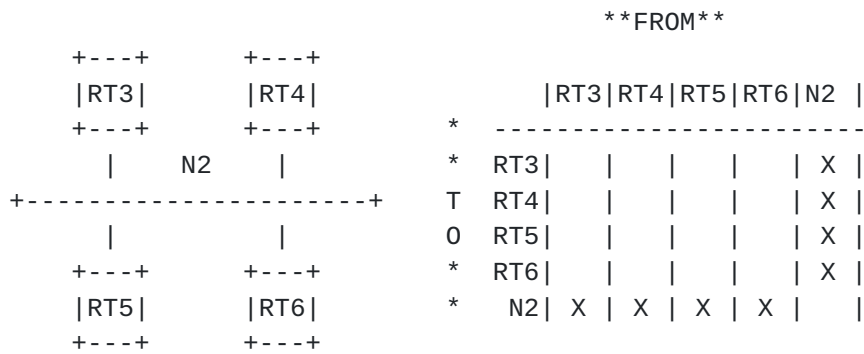 **FROM**
    +---+      +---+
    |RT3|      |RT4|             |RT3|RT4|RT5|RT6|N2 |
    +---+      +---+        *  ------------------------
      |    N2    |          *  RT3|   |   |   |   | X |
+----------------------+    T  RT4|   |   |   |   | X |
      |          |          O  RT5|   |   |   |   | X |
    +---+      +---+        *  RT6|   |   |   |   | X |
    |RT5|      |RT6|        *   N2| X | X | X | X |   |
    +---+      +---+